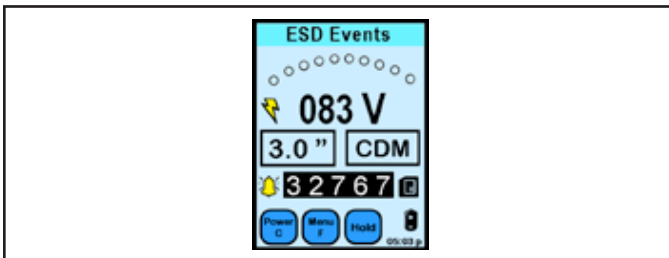 ESD Events
083 V
3.0 ” CDM
32767
Power Menu Hold
C F
05:03 p